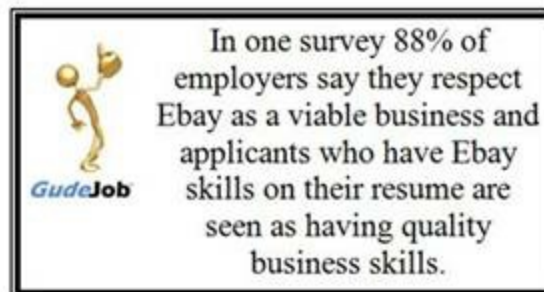 In one survey 88% of
employers say they respect
Ebay as a viable business and
applicants who have Ebay
skills on their resume are
seen as having quality
business skills.
GudeJob